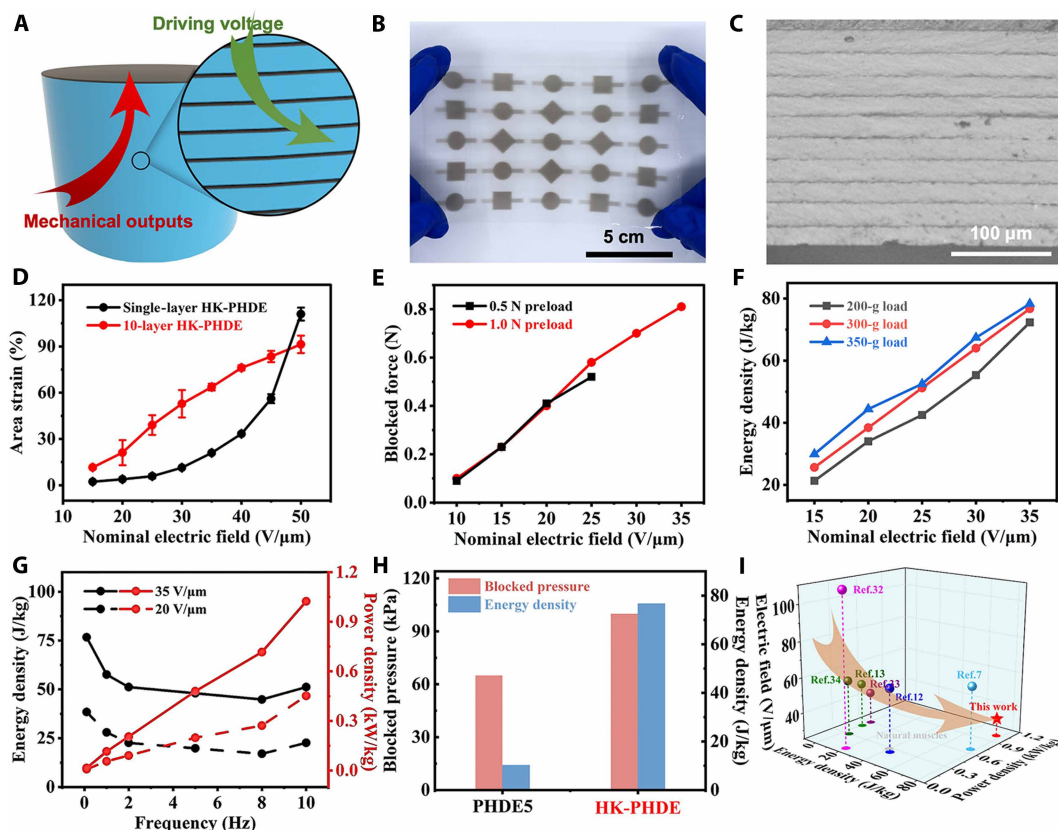 A
Driving voltage
Mechanical outputs
B
5 cm
C
100 μm
D
Single-layer HK-PHDE
10-layer HK-PHDE
Area strain (%)
120
90
60
30
0
10 20 30 40 50
Nominal electric field (V/μm)
E
0.5 N preload
1.0 N preload
Blocked force (N)
0.8
0.6
0.4
0.2
0.0
10 15 20 25 30 35
Nominal electric field (V/μm)
F
200-g load
300-g load
350-g load
Energy density (J/kg)
80
60
40
20
15 20 25 30 35
Nominal electric field (V/μm)
G
35 V/μm
20 V/μm
Energy density (J/kg)
100
75
50
25
0
Power density (kW/kg)
1.2
0.9
0.6
0.3
0.0
0 2 4 6 8 10
Frequency (Hz)
H
Blocked pressure
Energy density
Blocked pressure (kPa)
120
90
60
30
0
Energy density (J/kg)
80
60
40
20
0
PHDE5 HK-PHDE
I
Electric field (V/μm)
100
80
60
40
Ref.32
Ref.13
Ref.34
Ref.33
Ref.12
Ref.7
This work
Natural muscles
0 20 40 60 80
Energy density (J/kg)
0.0 0.3 0.6 0.9 1.2
Power density (kW/kg)